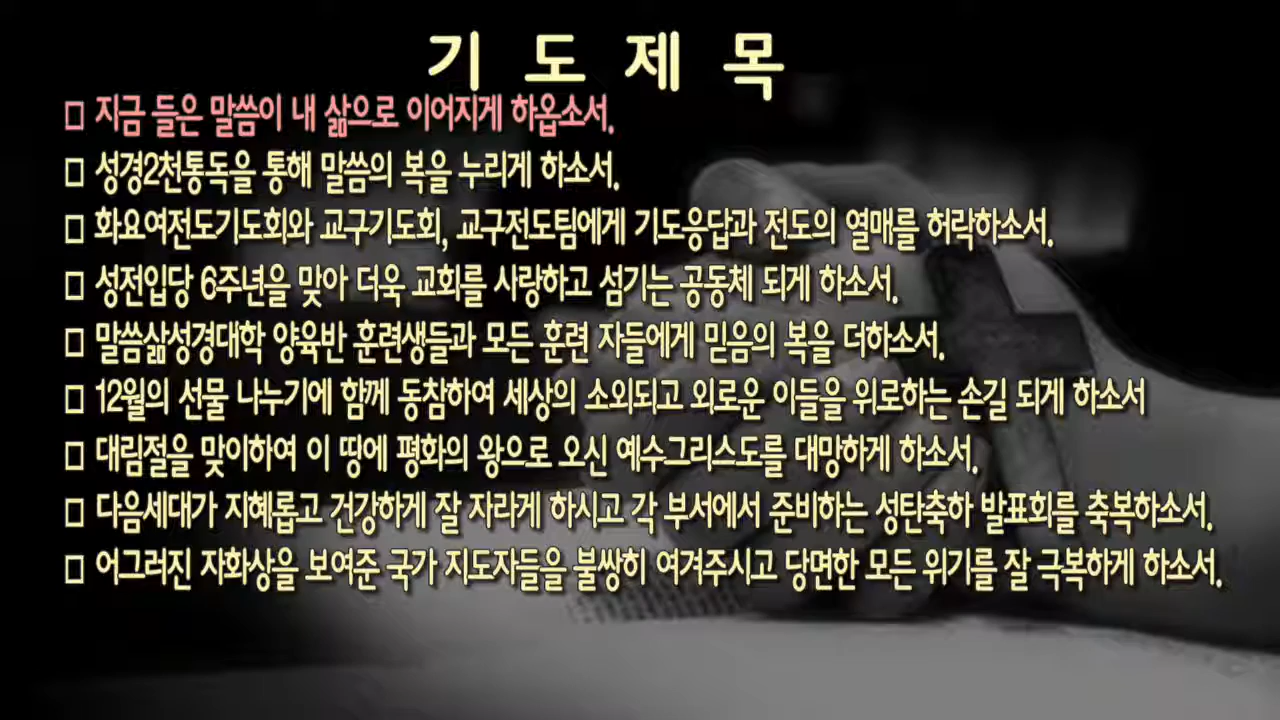 기 도 제 목
□ 지금 들은 말씀이 내 삶으로 이어지게 하옵소서.
□ 성경2천통독을 통해 말씀의 복을 누리게 하소서.
□ 화요여전도기도회와 교구기도회, 교구전도팀에게 기도응답과 전도의 열매를 허락하소서.
□ 성전입당 6주년을 맞아 더욱 교회를 사랑하고 섬기는 공동체 되게 하소서.
□ 말씀삶성경대학 양육반 훈련생들과 모든 훈련 자들에게 믿음의 복을 더하소서.
□ 12월의 선물 나누기에 함께 동참하여 세상의 소외되고 외로운 이들을 위로하는 손길 되게 하소서
□ 대림절을 맞이하여 이 땅에 평화의 왕으로 오신 예수그리스도를 대망하게 하소서.
□ 다음세대가 지혜롭고 건강하게 잘 자라게 하시고 각 부서에서 준비하는 성탄축하 발표회를 축복하소서.
□ 어그러진 자화상을 보여준 국가 지도자들을 불쌍히 여겨주시고 당면한 모든 위기를 잘 극복하게 하소서.